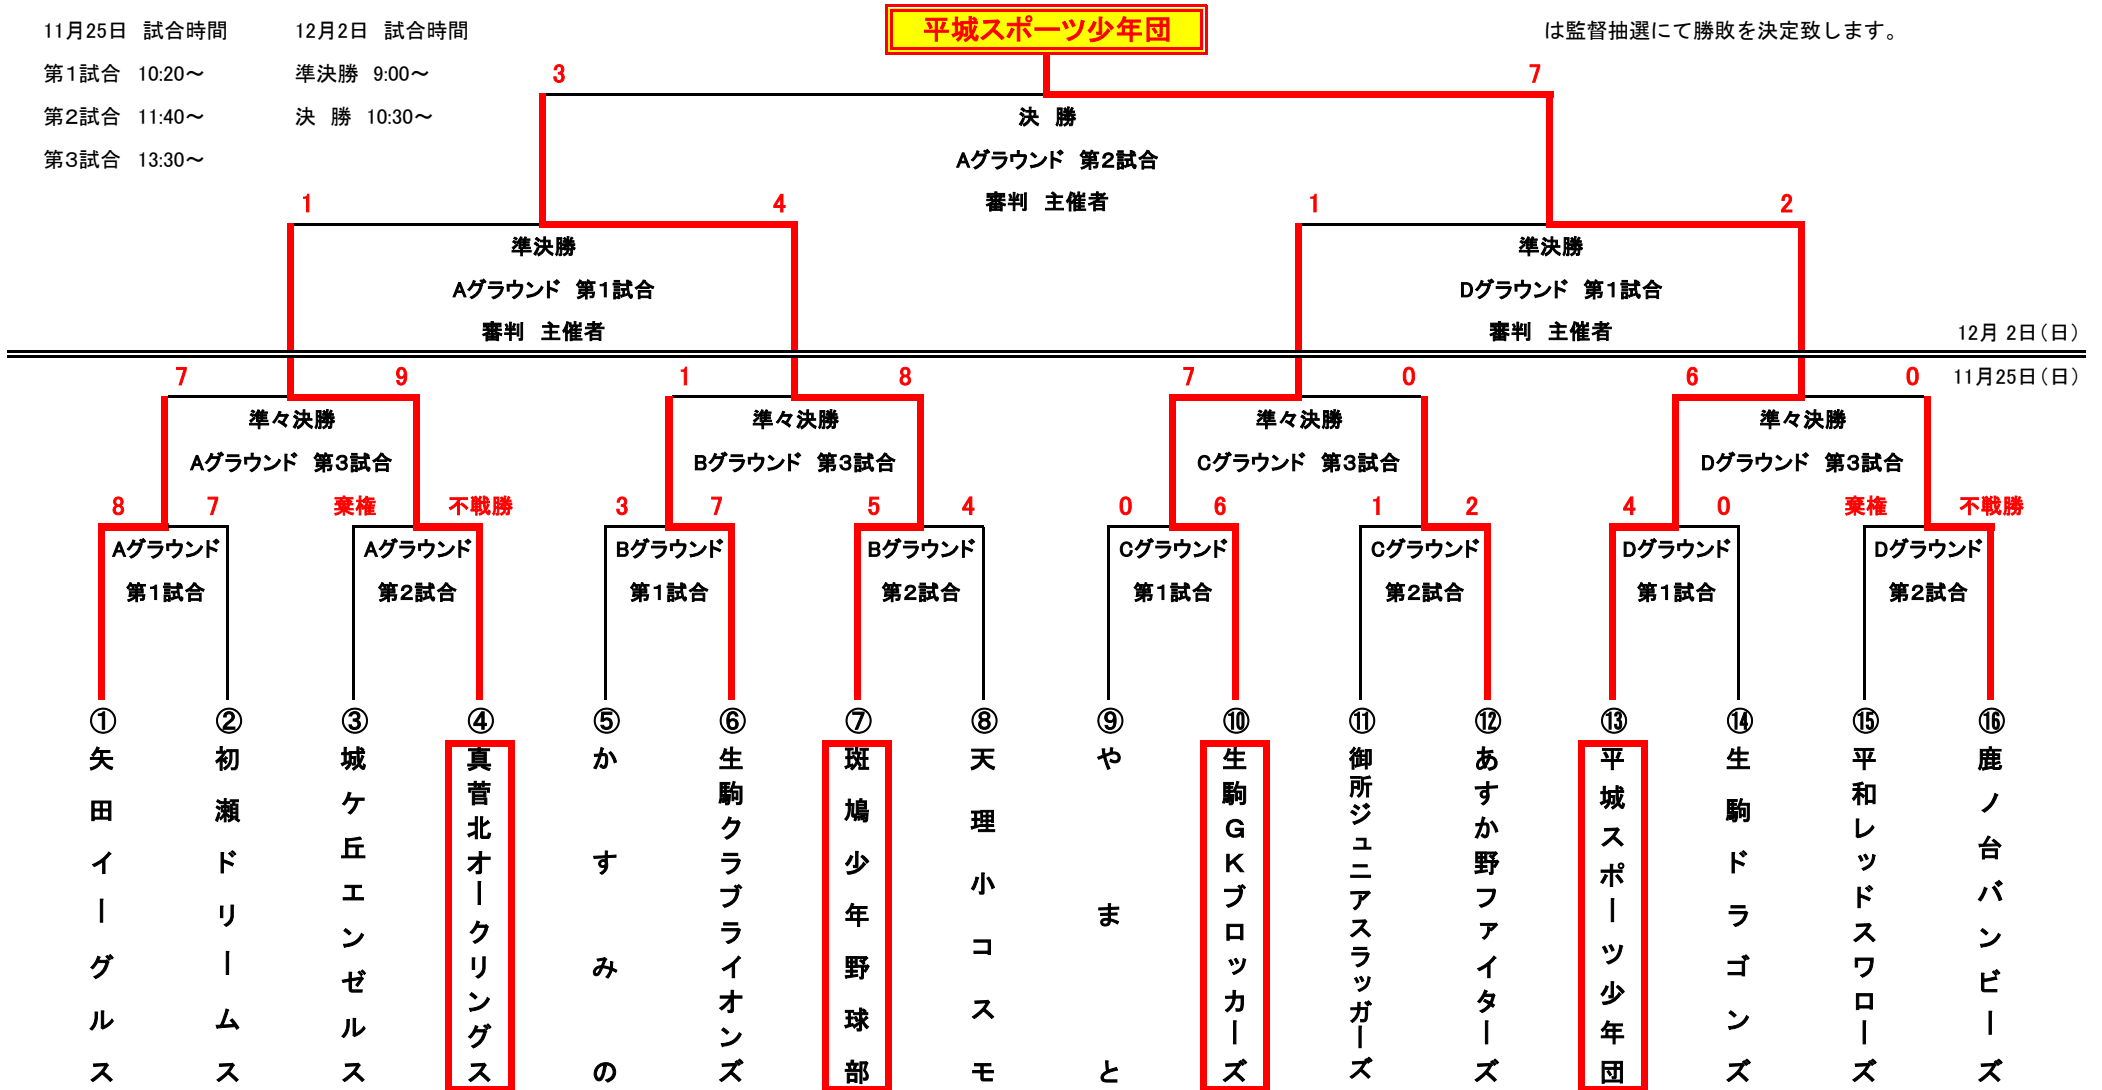 平城スポーツ少年団
11月25日 試合時間
12月2日 試合時間
は監督抽選にて勝敗を決定致します。
第1試合 10:20～
準決勝 9:00～
3
7
第2試合 11:40～
決 勝 10:30～
決 勝
第3試合 13:30～
Aグラウンド 第2試合
審判 主催者
1
4
1
2
準決勝
準決勝
Aグラウンド 第1試合
Dグラウンド 第1試合
審判 主催者
審判 主催者
12月 2日(日)
11月25日(日)
7
9
1
8
7
0
6
0
準々決勝
準々決勝
準々決勝
準々決勝
Aグラウンド 第3試合
Bグラウンド 第3試合
Cグラウンド 第3試合
Dグラウンド 第3試合
8
7
棄権
不戦勝
3
7
5
4
0
6
1
2
4
0
棄権
不戦勝
Aグラウンド
Aグラウンド
Bグラウンド
Bグラウンド
Cグラウンド
Cグラウンド
Dグラウンド
Dグラウンド
第1試合
第2試合
第1試合
第2試合
第1試合
第2試合
第1試合
第2試合
①
矢田イーグルス
②
初瀬ドリームス
③
城ケ丘エンゼルス
④
真菅北オークリングス
⑤
かすみの
⑥
生駒クラブライオンズ
⑦
斑鳩少年野球部
⑧
天理小コスモ
⑨
やまと
⑩
生駒GKブロッカーズ
⑪
御所ジュニアスラッガーズ
⑫
あすか野ファイターズ
⑬
平城スポーツ少年団
⑭
生駒ドラゴンズ
⑮
平和レッドスワローズ
⑯
鹿ノ台バンビーズ